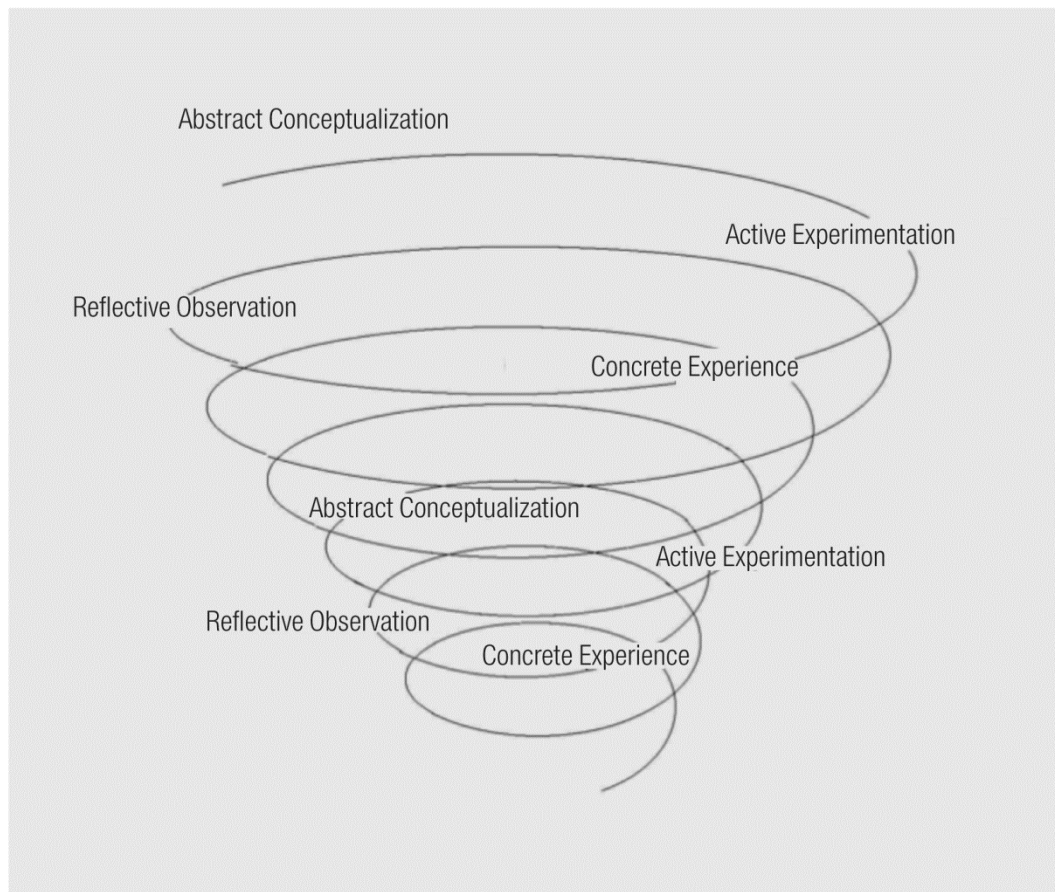 Abstract Conceptualization
Active Experimentation
Reflective Observation
Concrete Experience
Abstract Conceptualization
Active Experimentation
Reflective Observation
Concrete Experience